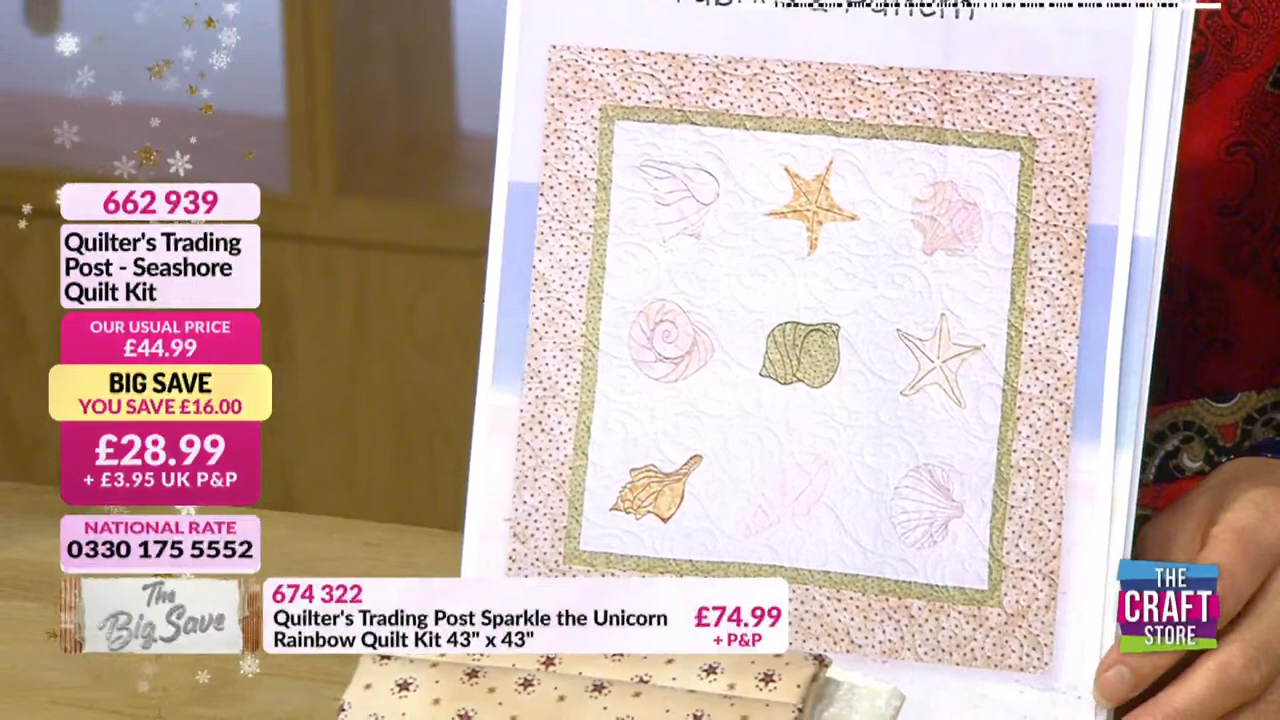 662 939
Quilter's Trading
Post - Seashore
Quilt Kit
OUR USUAL PRICE
£44.99
BIG SAVE
YOU SAVE £16.00
£28.99
+ £3.95 UK P&P
NATIONAL RATE
0330 175 5552
The
Big Save
674 322
Quilter's Trading Post Sparkle the Unicorn
Rainbow Quilt Kit 43" x 43"
£74.99
+ P&P
THE
CRAFT
STORE